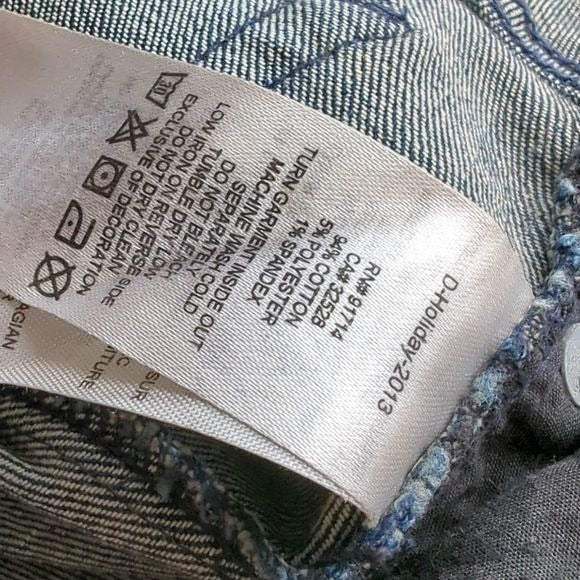 D-Holiday-2013
RN# 91714
CA# 32528
94% COTTON
5% POLYESTER
1% SPANDEX
TURN GARMENT INSIDE OUT
MACHINE WASH COLD
SEPARATELY
DO NOT BLEACH
TUMBLE DRY LOW
LOW IRON ON REVERSE SIDE
DO NOT DRY CLEAN
EXCLUSIVE OF DECORATION
SUR